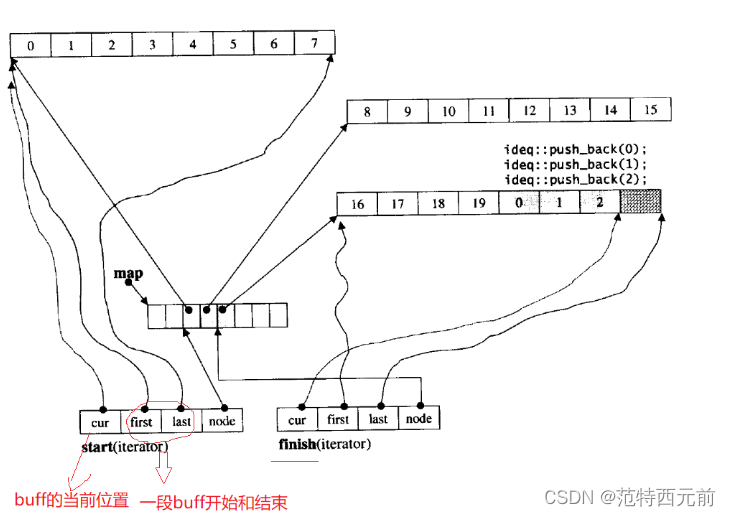 0 1 2 3 4 5 6 7
8 9 10 11 12 13 14 15
ideq::push_back(0);
ideq::push_back(1);
ideq::push_back(2);
16 17 18 19 0 1 2
map
cur first last node
cur first last node
start(iterator)
finish(iterator)
buff的当前位置
一段buff开始和结束
CSDN @范特西元前